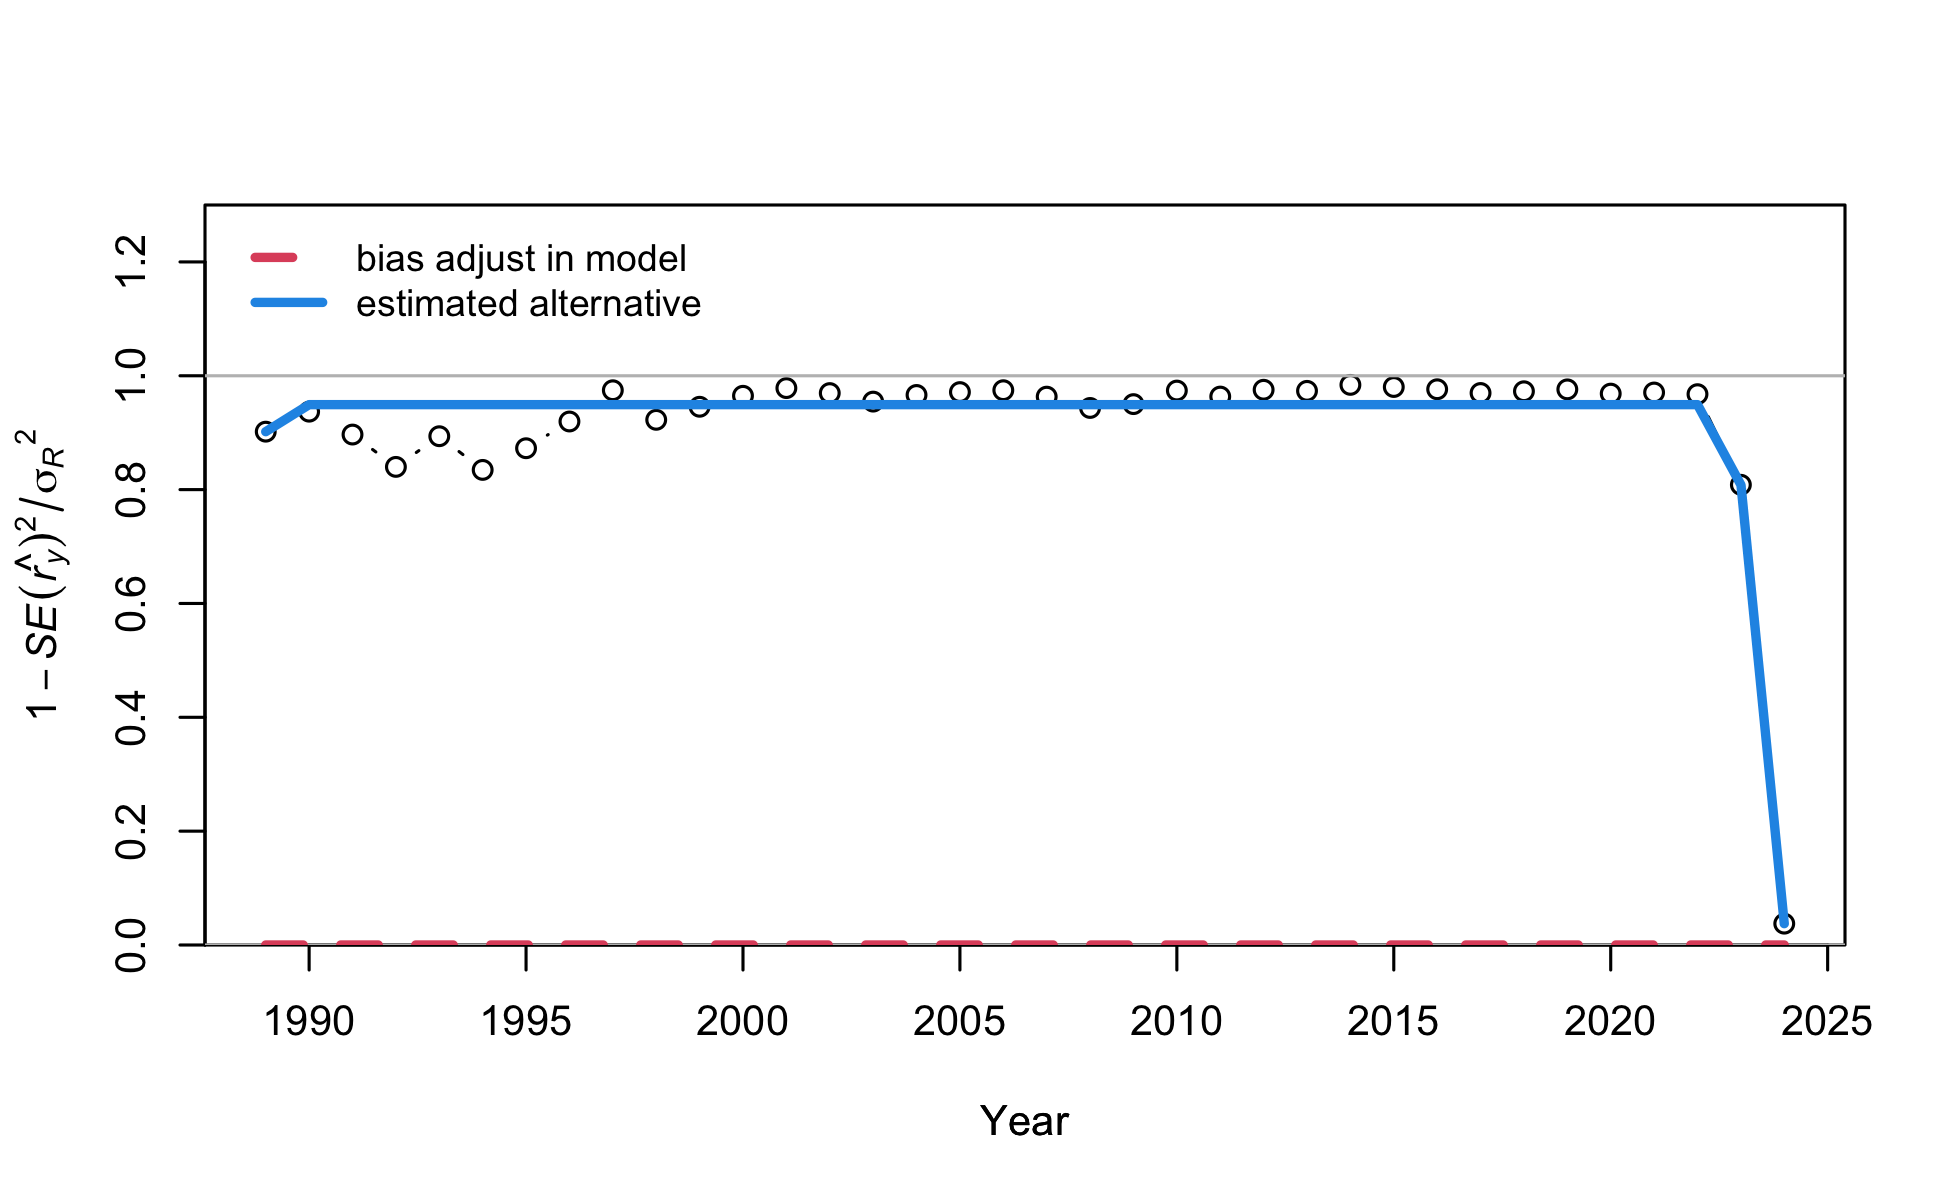 bias adjust in model
estimated alternative
1 − SE(r̂y)²/σR²
1.2
1.0
0.8
0.6
0.4
0.2
0.0
1990 1995 2000 2005 2010 2015 2020 2025
Year